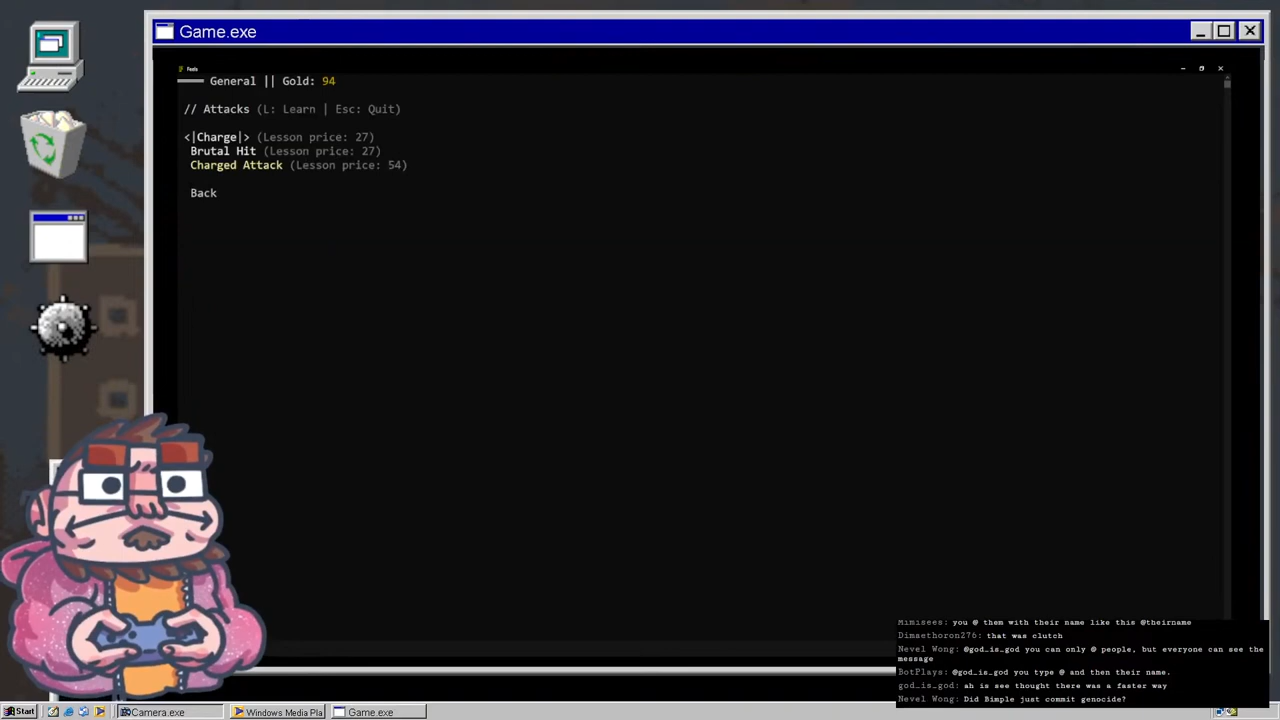 Game.exe
Feels
General || Gold: 94
// Attacks (L: Learn | Esc: Quit)
<|Charge|> (Lesson price: 27)
Brutal Hit (Lesson price: 27)
Charged Attack (Lesson price: 54)
Back
Mimisees: you @ them with their name like this @theirname
Dimaethoron276: that was clutch
Nevel Wong: @god_is_god you can only @ people, but everyone can see the
message
BotPlays: @god_is_god you type @ and then their name.
god_is_god: ah is see thought there was a faster way
Nevel Wong: Did Bimple just commit genocide?
Start
Camera.exe
Windows Media Pla
Game.exe